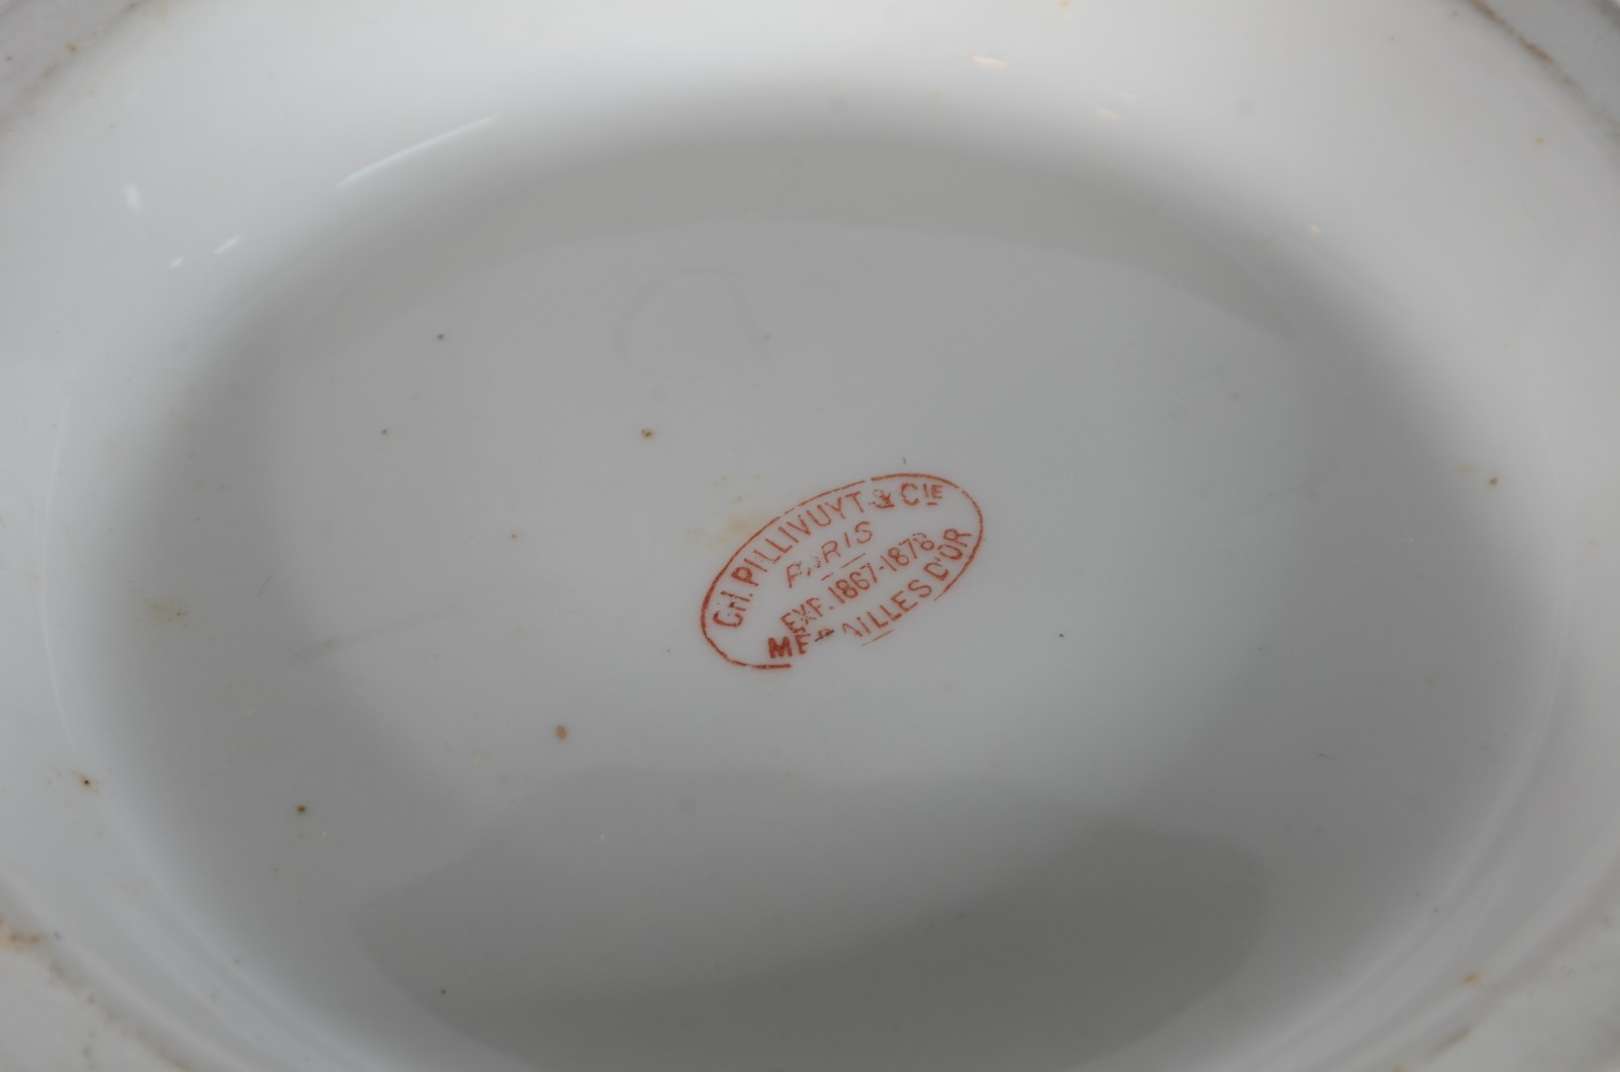 CH. PILLIVUYT & CIE
PARIS
EXP. 1867-1878
MEDAILLES D'OR